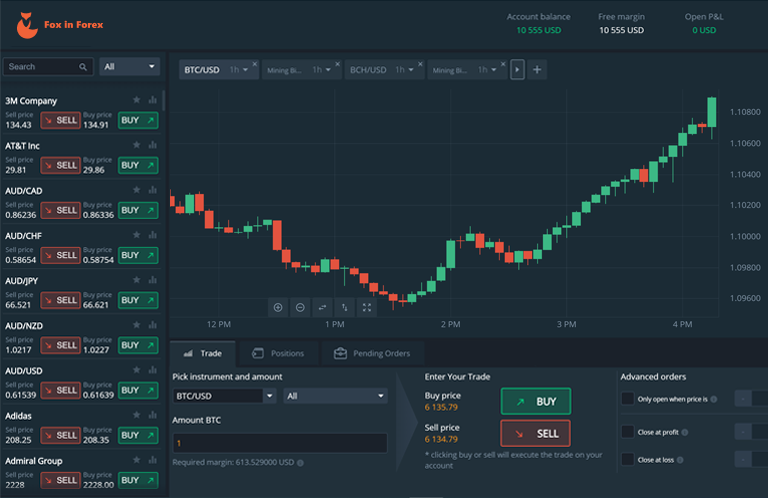 Fox in Forex
Account balance
10 555 USD
Free margin
10 555 USD
Open P&L
0 USD
Search
All
BTC/USD 1h
Mining Bi... 1h
BCH/USD 1h
Mining Bi... 1h
3M Company
Sell price
134.43
SELL
Buy price
134.91
BUY
AT&T Inc
Sell price
29.81
SELL
Buy price
29.86
BUY
AUD/CAD
Sell price
0.86236
SELL
Buy price
0.86336
BUY
AUD/CHF
Sell price
0.58654
SELL
Buy price
0.58754
BUY
AUD/JPY
Sell price
66.521
SELL
Buy price
66.621
BUY
AUD/NZD
Sell price
1.0217
SELL
Buy price
1.0227
BUY
AUD/USD
Sell price
0.61539
SELL
Buy price
0.61639
BUY
Adidas
Sell price
208.25
SELL
Buy price
208.35
BUY
Admiral Group
Sell price
2228
SELL
Buy price
2228.00
BUY
1.10800
1.10600
1.10400
1.10200
1.10000
1.09800
1.09600
12 PM
1 PM
2 PM
3 PM
4 PM
Trade
Positions
Pending Orders
Pick instrument and amount
BTC/USD
All
Amount BTC
1
Required margin: 613.529000 USD
Enter Your Trade
Buy price
6 135.79
BUY
Sell price
6 134.79
SELL
* clicking buy or sell will execute the trade on your
account
Advanced orders
Only open when price is
-
Close at profit
-
Close at loss
-